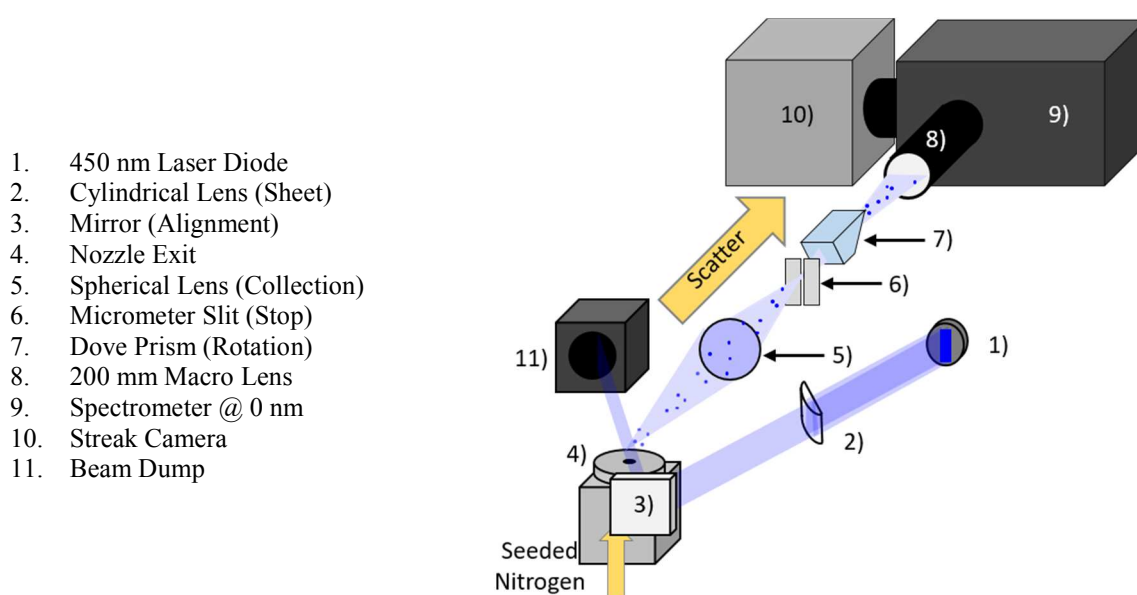 1. 450 nm Laser Diode
2. Cylindrical Lens (Sheet)
3. Mirror (Alignment)
4. Nozzle Exit
5. Spherical Lens (Collection)
6. Micrometer Slit (Stop)
7. Dove Prism (Rotation)
8. 200 mm Macro Lens
9. Spectrometer @ 0 nm
10. Streak Camera
11. Beam Dump
10)
9)
8)
7)
Scatter
6)
11)
5)
1)
2)
4)
3)
Seeded
Nitrogen